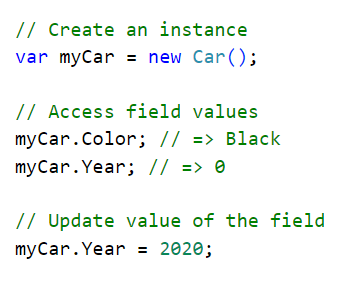 // Create an instance
var myCar = new Car();
// Access field values
myCar.Color; // => Black
myCar.Year; // => 0
// Update value of the field
myCar.Year = 2020;